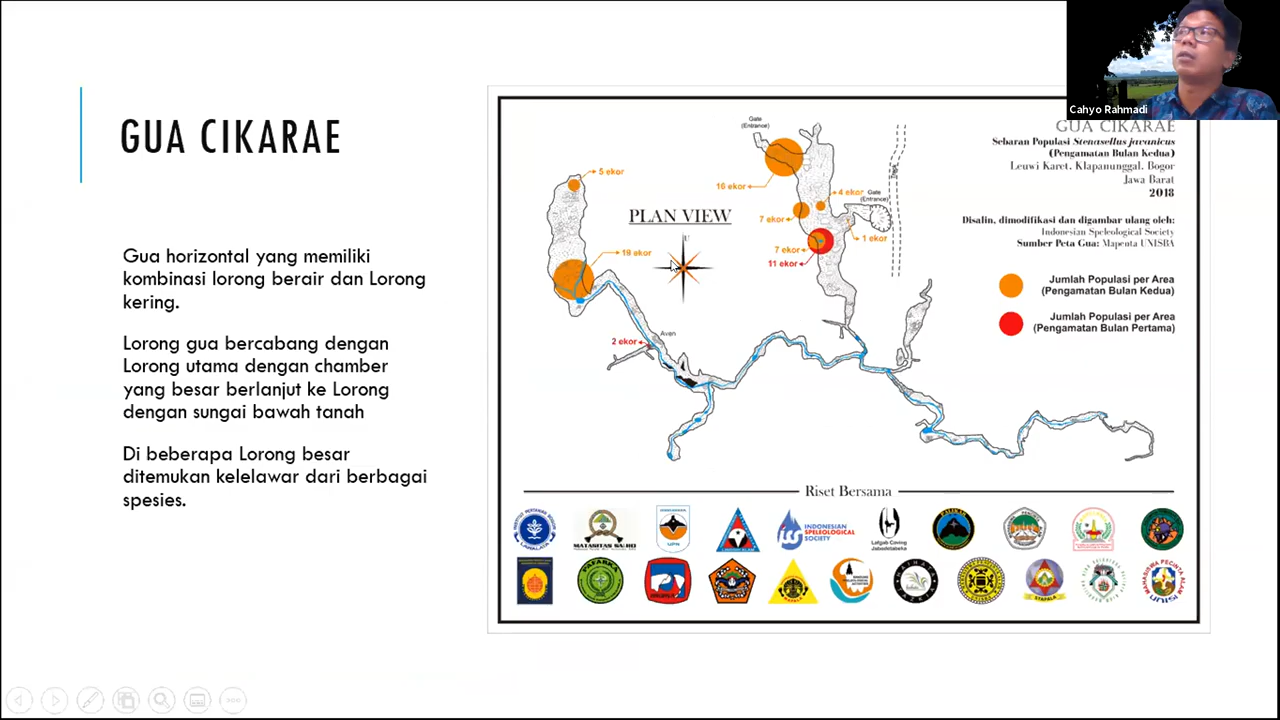 Cahyo Rahmadi
GUA CIKARAE
Gua horizontal yang memiliki
kombinasi lorong berair dan Lorong
kering.
Lorong gua bercabang dengan
Lorong utama dengan chamber
yang besar berlanjut ke Lorong
dengan sungai bawah tanah
Di beberapa Lorong besar
ditemukan kelelawar dari berbagai
spesies.
GUA CIKARAE
Sebaran Populasi Stenasellus javanicus
(Pengamatan Bulan Kedua)
Leuwi Karet, Klapanunggal, Bogor
Jawa Barat
2018
Disalin, dimodifikasi dan digambar ulang oleh:
Indonesian Speleological Society
Sumber Peta Gua: Mapenta UNISBA
Jumlah Populasi per Area
(Pengamatan Bulan Kedua)
Jumlah Populasi per Area
(Pengamatan Bulan Pertama)
PLAN VIEW
U
Gate
(Entrance)
16 ekor
5 ekor
4 ekor
Gate
(Entrance)
7 ekor
1 ekor
7 ekor
11 ekor
2 ekor
Aven
Riset Bersama
MATASITAS SA-RO
INDONESIAN
SPELEOLOGICAL
SOCIETY
Latgab Caving
Jabodetabeka
STAPALA